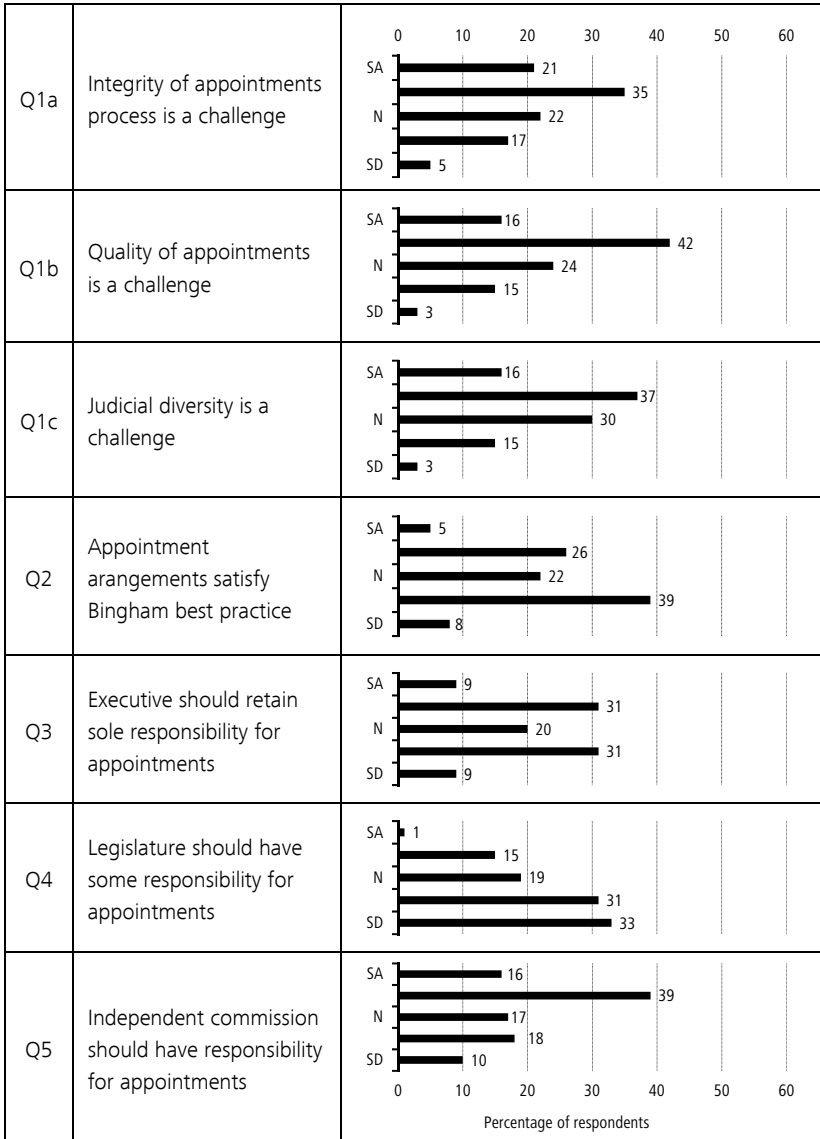 0 10 20 30 40 50 60
Q1a
Integrity of appointments
process is a challenge
SA 21
35
N 22
17
SD 5
Q1b
Quality of appointments
is a challenge
SA 16
42
N 24
15
SD 3
Q1c
Judicial diversity is a
challenge
SA 16
37
N 30
15
SD 3
Q2
Appointment
arangements satisfy
Bingham best practice
SA 5
26
N 22
39
SD 8
Q3
Executive should retain
sole responsibility for
appointments
SA 9
31
N 20
31
SD 9
Q4
Legislature should have
some responsibility for
appointments
SA 1
15
N 19
31
SD 33
Q5
Independent commission
should have responsibility
for appointments
SA 16
39
N 17
18
SD 10
0 10 20 30 40 50 60
Percentage of respondents